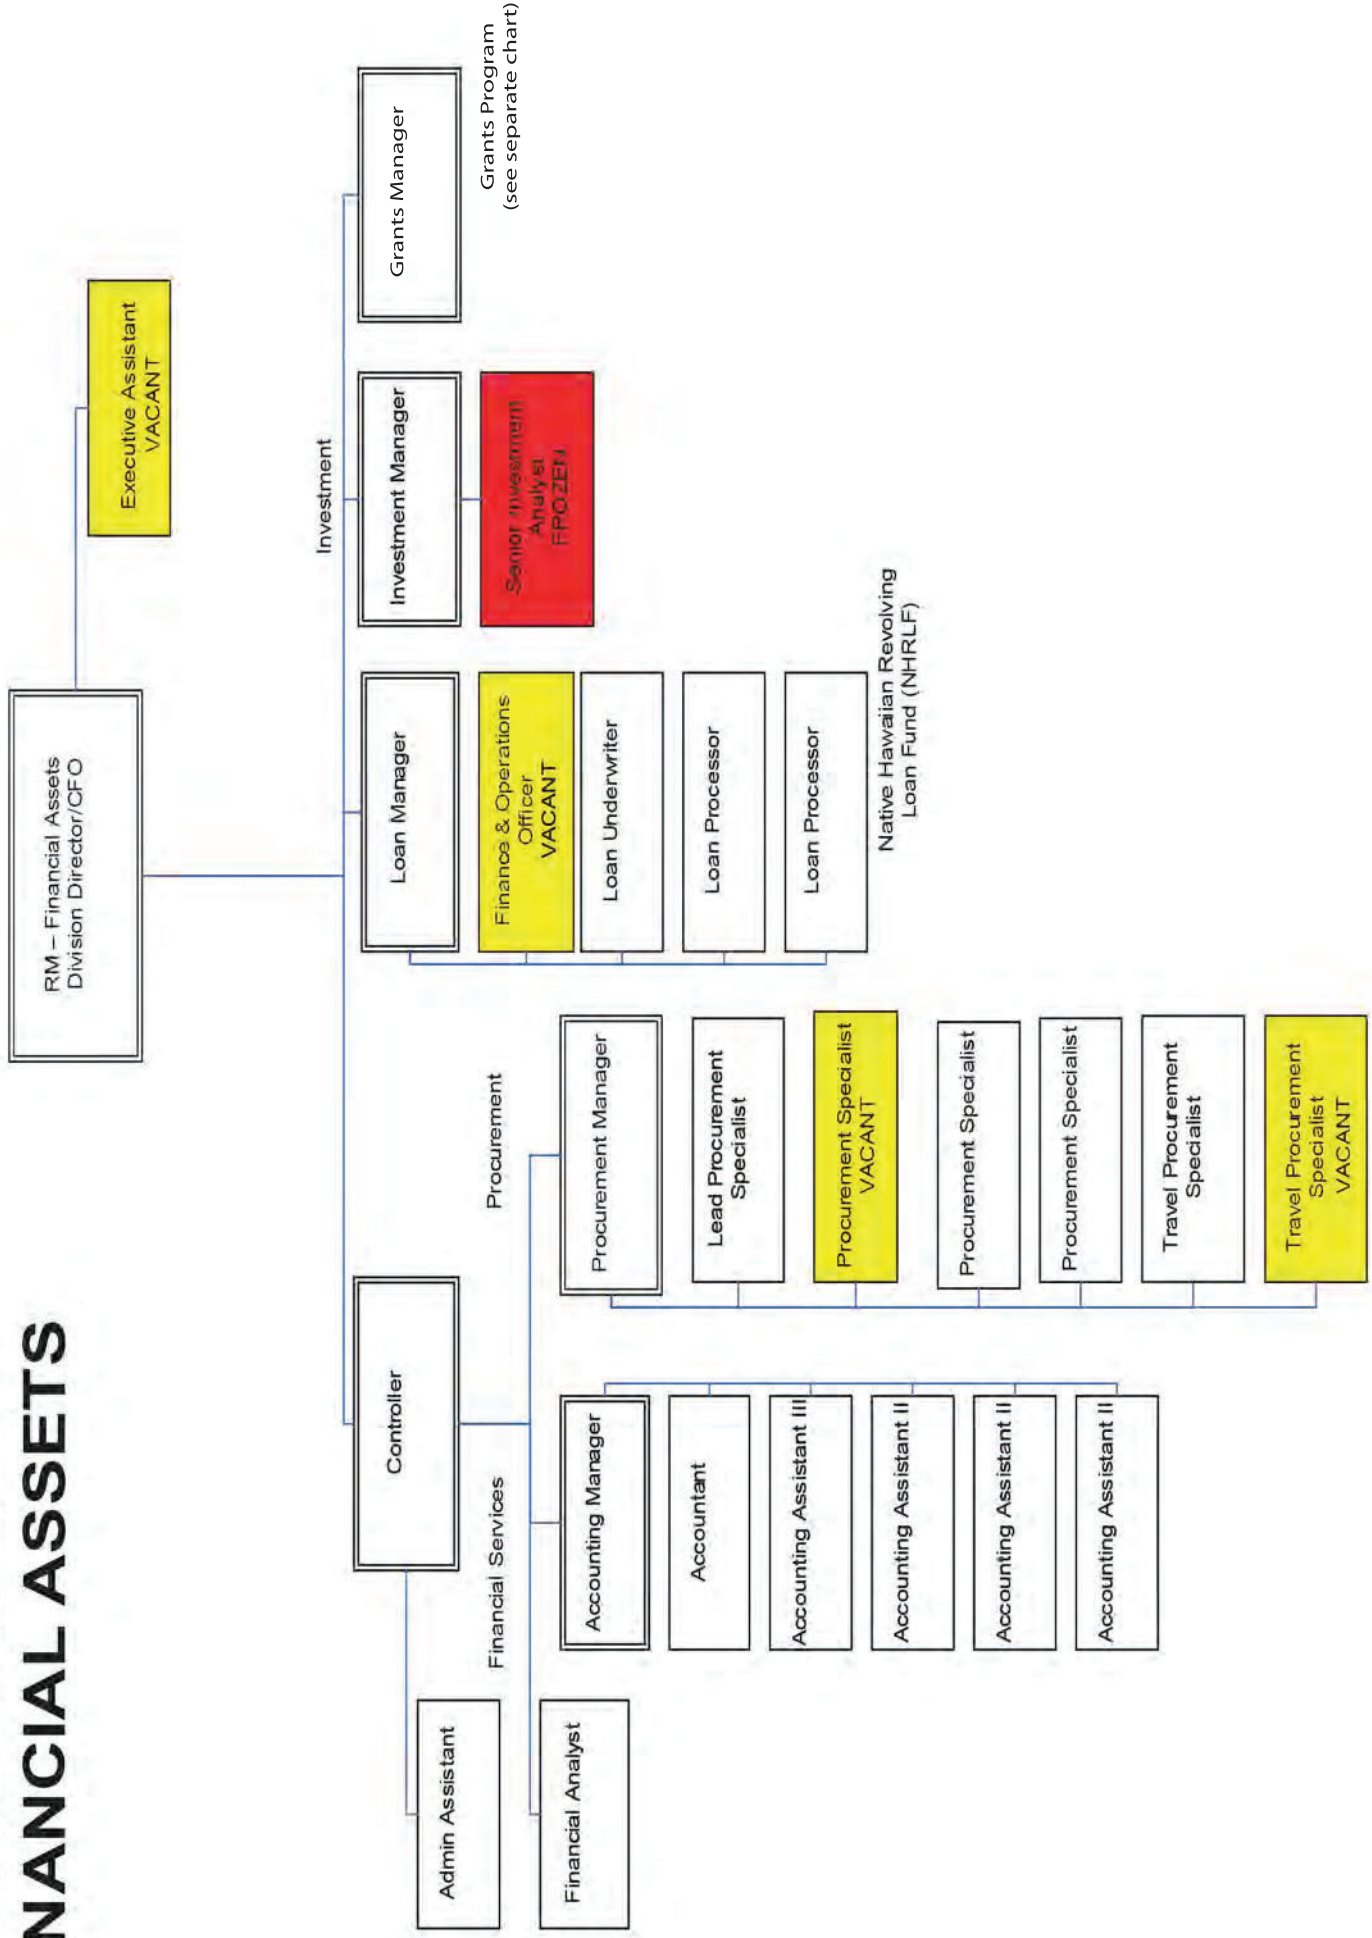 NANCIAL ASSETS
RM – Financial Assets
Division Director/CFO
Executive Assistant
VACANT
Investment
Controller
Loan Manager
Investment Manager
Grants Manager
Admin Assistant
Financial Services
Procurement
Finance & Operations
Officer
VACANT
Senior Investment
Analyst
FROZEN
Grants Program
(see separate chart)
Financial Analyst
Accounting Manager
Procurement Manager
Loan Underwriter
Accountant
Lead Procurement
Specialist
Loan Processor
Accounting Assistant III
Procurement Specialist
VACANT
Loan Processor
Native Hawaiian Revolving
Loan Fund (NHRLF)
Accounting Assistant II
Procurement Specialist
Accounting Assistant II
Procurement Specialist
Accounting Assistant II
Travel Procurement
Specialist
Travel Procurement
Specialist
VACANT